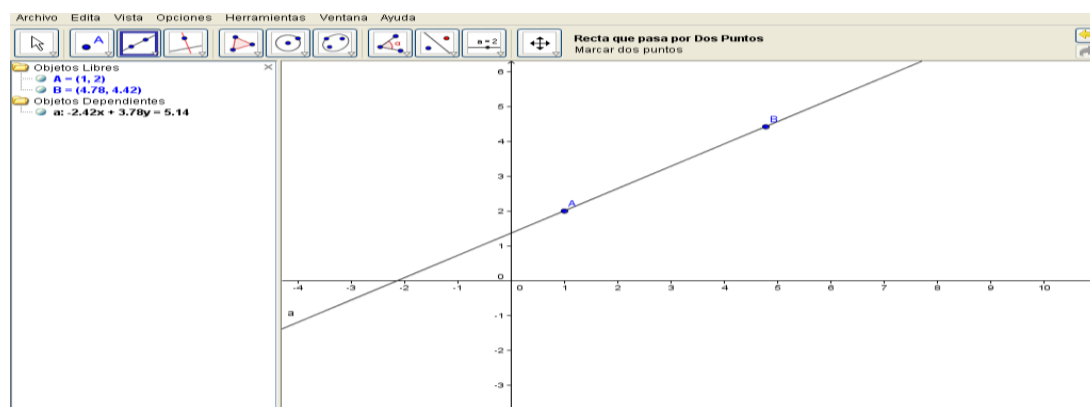 Archivo Edita Vista Opciones Herramientas Ventana Ayuda
A
α
a = 2
Recta que pasa por Dos Puntos
Marcar dos puntos
Objetos Libres
A = (1, 2)
B = (4.78, 4.42)
Objetos Dependientes
a: -2.42x + 3.78y = 5.14
6
5
B
4
3
2
A
1
0
-4 -3 -2 -1 0 1 2 3 4 5 6 7 8 9 10
a
-1
-2
-3